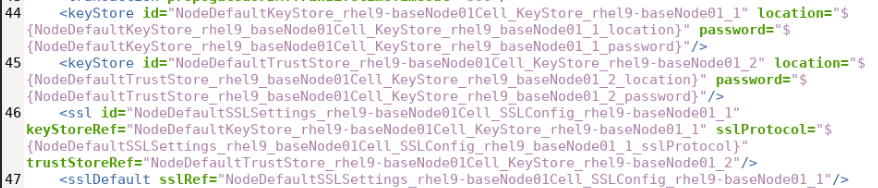 44 <keyStore id="NodeDefaultKeyStore_rhel9-baseNode01Cell_KeyStore_rhel9-baseNode01_1" location="$
{NodeDefaultKeyStore_rhel9_baseNode01Cell_KeyStore_rhel9_baseNode01_1_location}" password="$
{NodeDefaultKeyStore_rhel9_baseNode01Cell_KeyStore_rhel9_baseNode01_1_password}"/>
45 <keyStore id="NodeDefaultTrustStore_rhel9-baseNode01Cell_KeyStore_rhel9-baseNode01_2" location="$
{NodeDefaultTrustStore_rhel9_baseNode01Cell_KeyStore_rhel9_baseNode01_2_location}" password="$
{NodeDefaultTrustStore_rhel9_baseNode01Cell_KeyStore_rhel9_baseNode01_2_password}"/>
46 <ssl id="NodeDefaultSSLSettings_rhel9-baseNode01Cell_SSLConfig_rhel9-baseNode01_1"
keyStoreRef="NodeDefaultKeyStore_rhel9-baseNode01Cell_KeyStore_rhel9-baseNode01_1" sslProtocol="$
{NodeDefaultSSLSettings_rhel9_baseNode01Cell_SSLConfig_rhel9_baseNode01_1_sslProtocol}"
trustStoreRef="NodeDefaultTrustStore_rhel9-baseNode01Cell_KeyStore_rhel9-baseNode01_2"/>
47 <sslDefault sslRef="NodeDefaultSSLSettings_rhel9-baseNode01Cell_SSLConfig_rhel9-baseNode01_1"/>